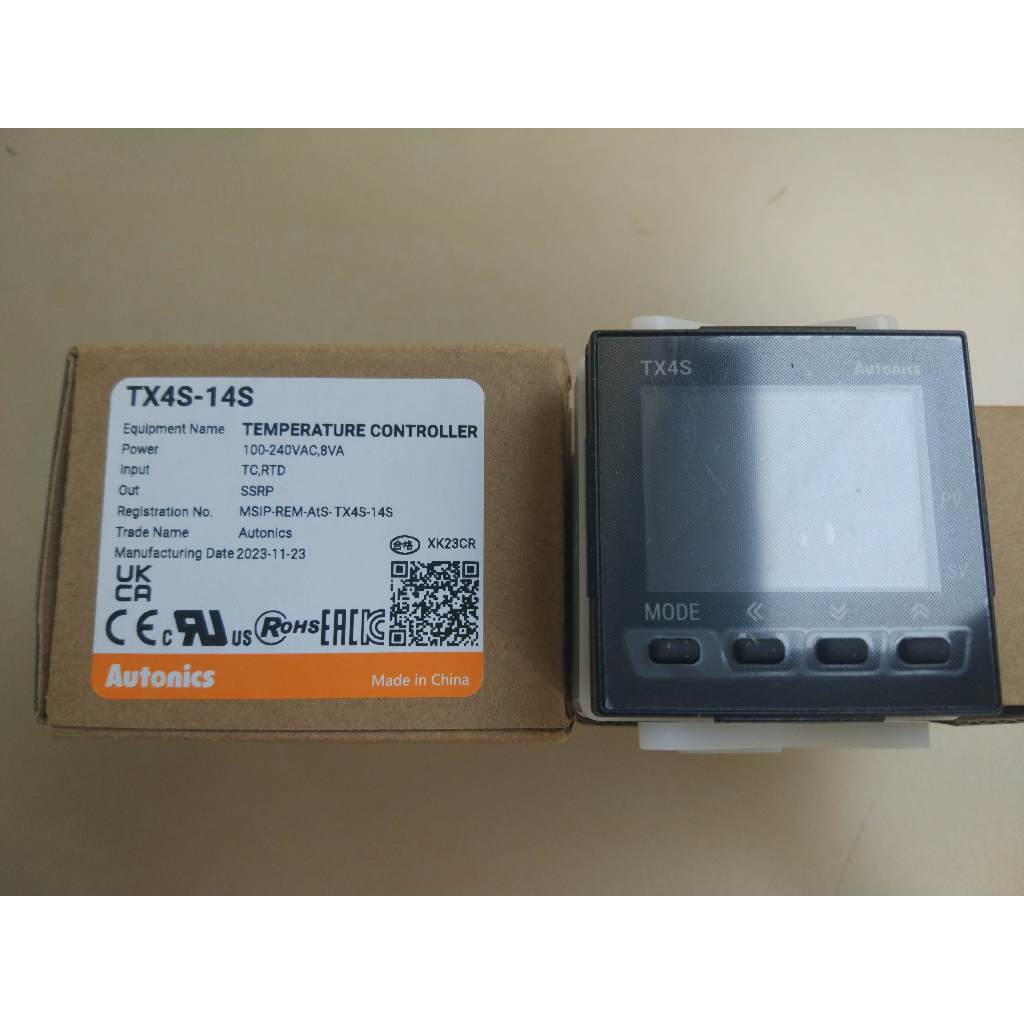 TX4S-14S
Equipment Name TEMPERATURE CONTROLLER
Power 100-240VAC,8VA
Input TC,RTD
Out SSRP
Registration No. MSIP-REM-AtS-TX4S-14S
Trade Name Autonics
Manufacturing Date 2023-11-23
合格 XK23CR
UK
CA
CE c RU US RoHS EAC
Autonics Made in China
TX4S Autonics
PV
SV
MODE